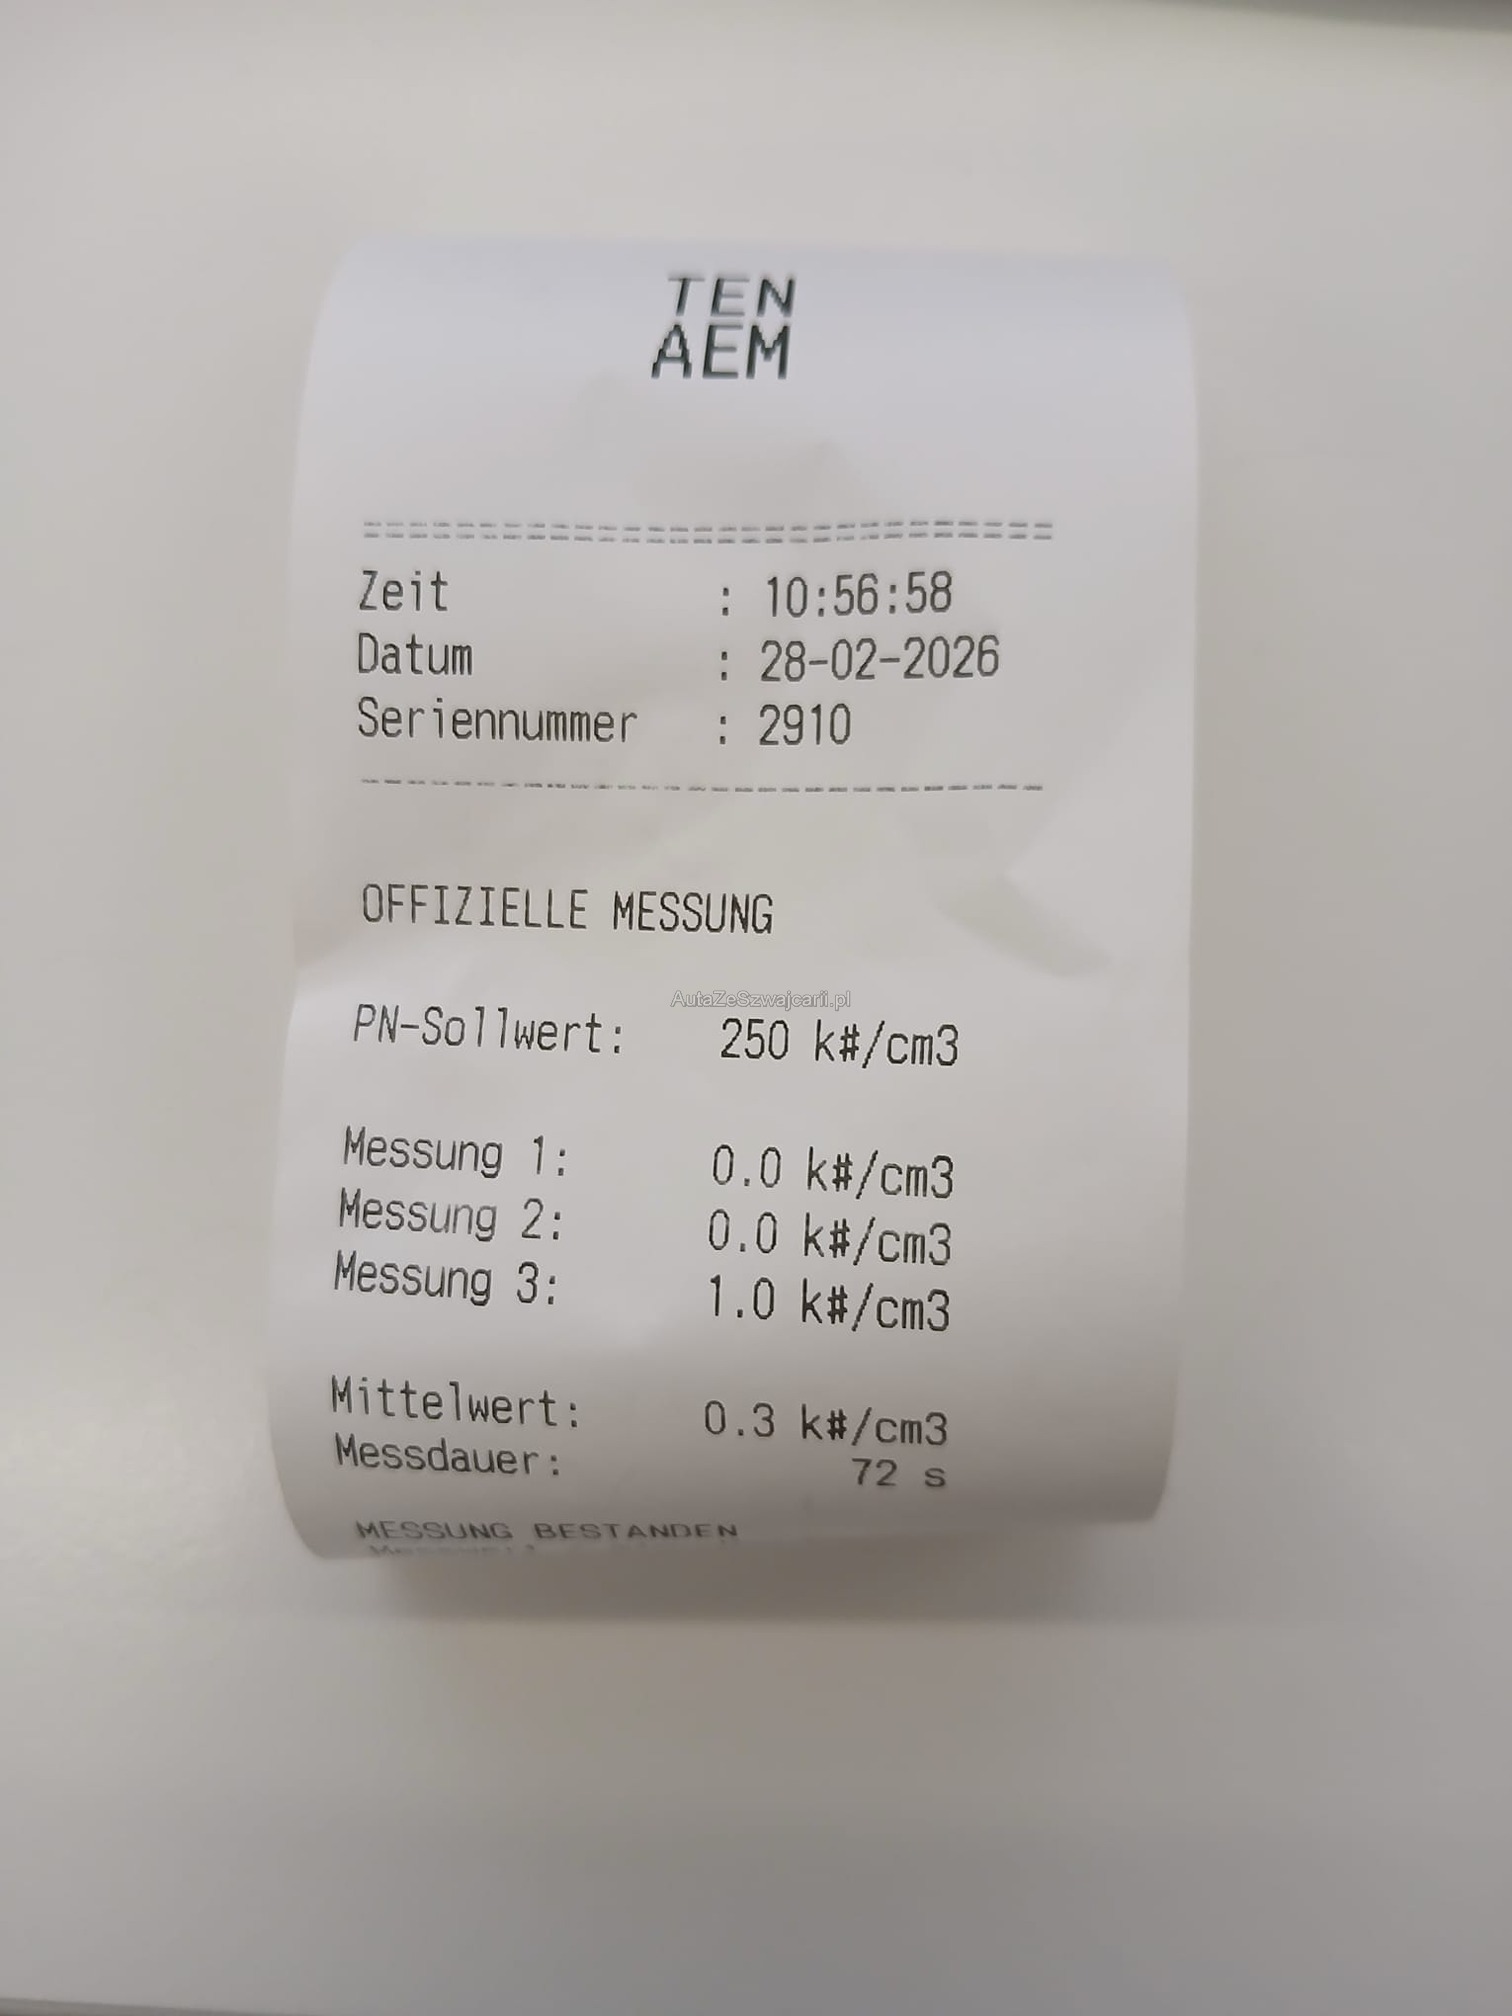 TEN
AEM
Zeit : 10:56:58
Datum : 28-02-2026
Seriennummer : 2910
OFFIZIELLE MESSUNG
AutaZeSzwajcarii.pl
PN-Sollwert: 250 k#/cm3
Messung 1: 0.0 k#/cm3
Messung 2: 0.0 k#/cm3
Messung 3: 1.0 k#/cm3
Mittelwert: 0.3 k#/cm3
Messdauer: 72 s
MESSUNG BESTANDEN